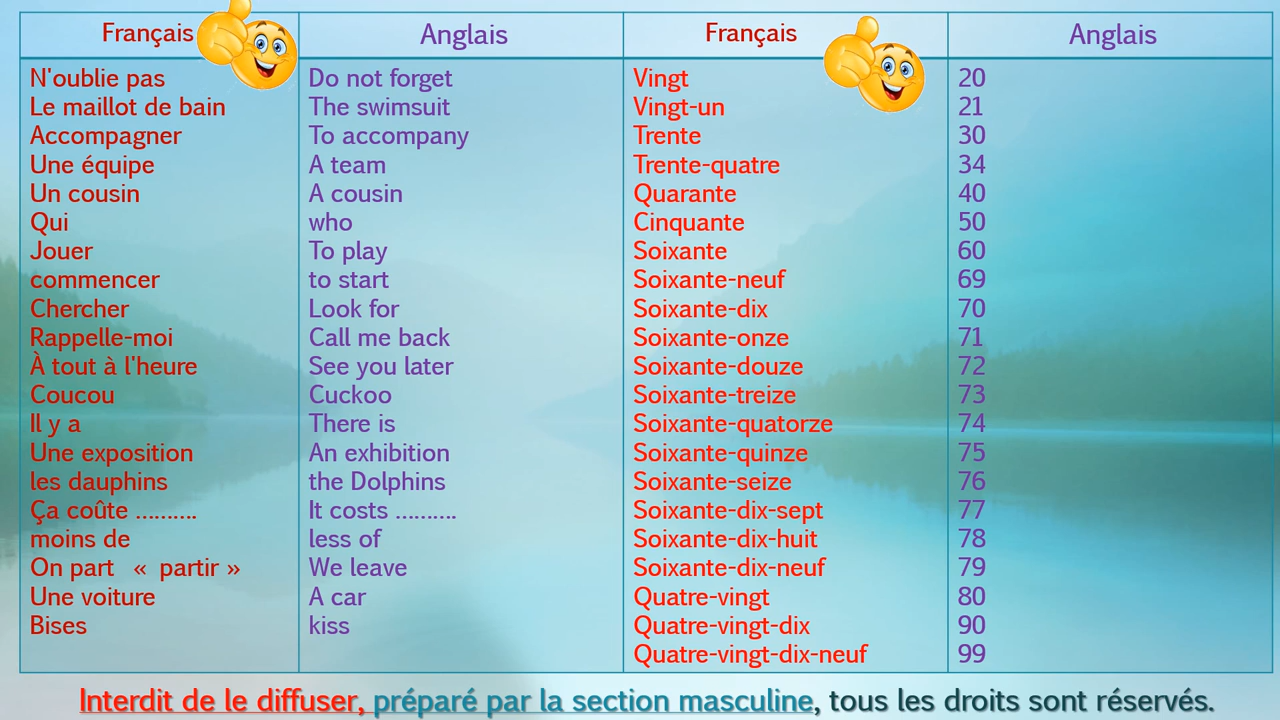 Français Anglais Français Anglais
N'oublie pas Do not forget Vingt 20
Le maillot de bain The swimsuit Vingt-un 21
Accompagner To accompany Trente 30
Une équipe A team Trente-quatre 34
Un cousin A cousin Quarante 40
Qui who Cinquante 50
Jouer To play Soixante 60
commencer to start Soixante-neuf 69
Chercher Look for Soixante-dix 70
Rappelle-moi Call me back Soixante-onze 71
À tout à l'heure See you later Soixante-douze 72
Coucou Cuckoo Soixante-treize 73
Il y a There is Soixante-quatorze 74
Une exposition An exhibition Soixante-quinze 75
les dauphins the Dolphins Soixante-seize 76
Ça coûte ………. It costs ………. Soixante-dix-sept 77
moins de less of Soixante-dix-huit 78
On part « partir » We leave Soixante-dix-neuf 79
Une voiture A car Quatre-vingt 80
Bises kiss Quatre-vingt-dix 90
Quatre-vingt-dix-neuf 99
Interdit de le diffuser, préparé par la section masculine, tous les droits sont réservés.